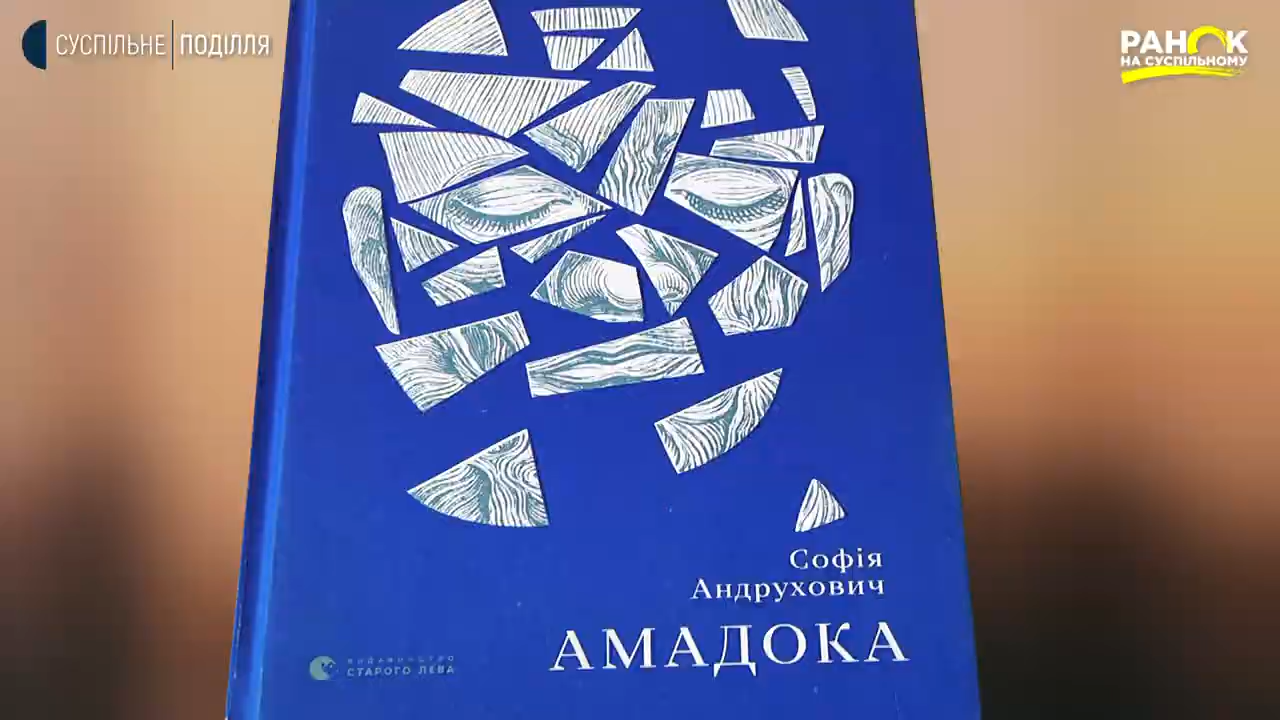 СУСПІЛЬНЕ ПОДІЛЛЯ
РАНОК
НА СУСПІЛЬНОМУ
Софія
Андрухович
АМАДОКА
ВИДАВНИЦТВО
СТАРОГО ЛЕВА